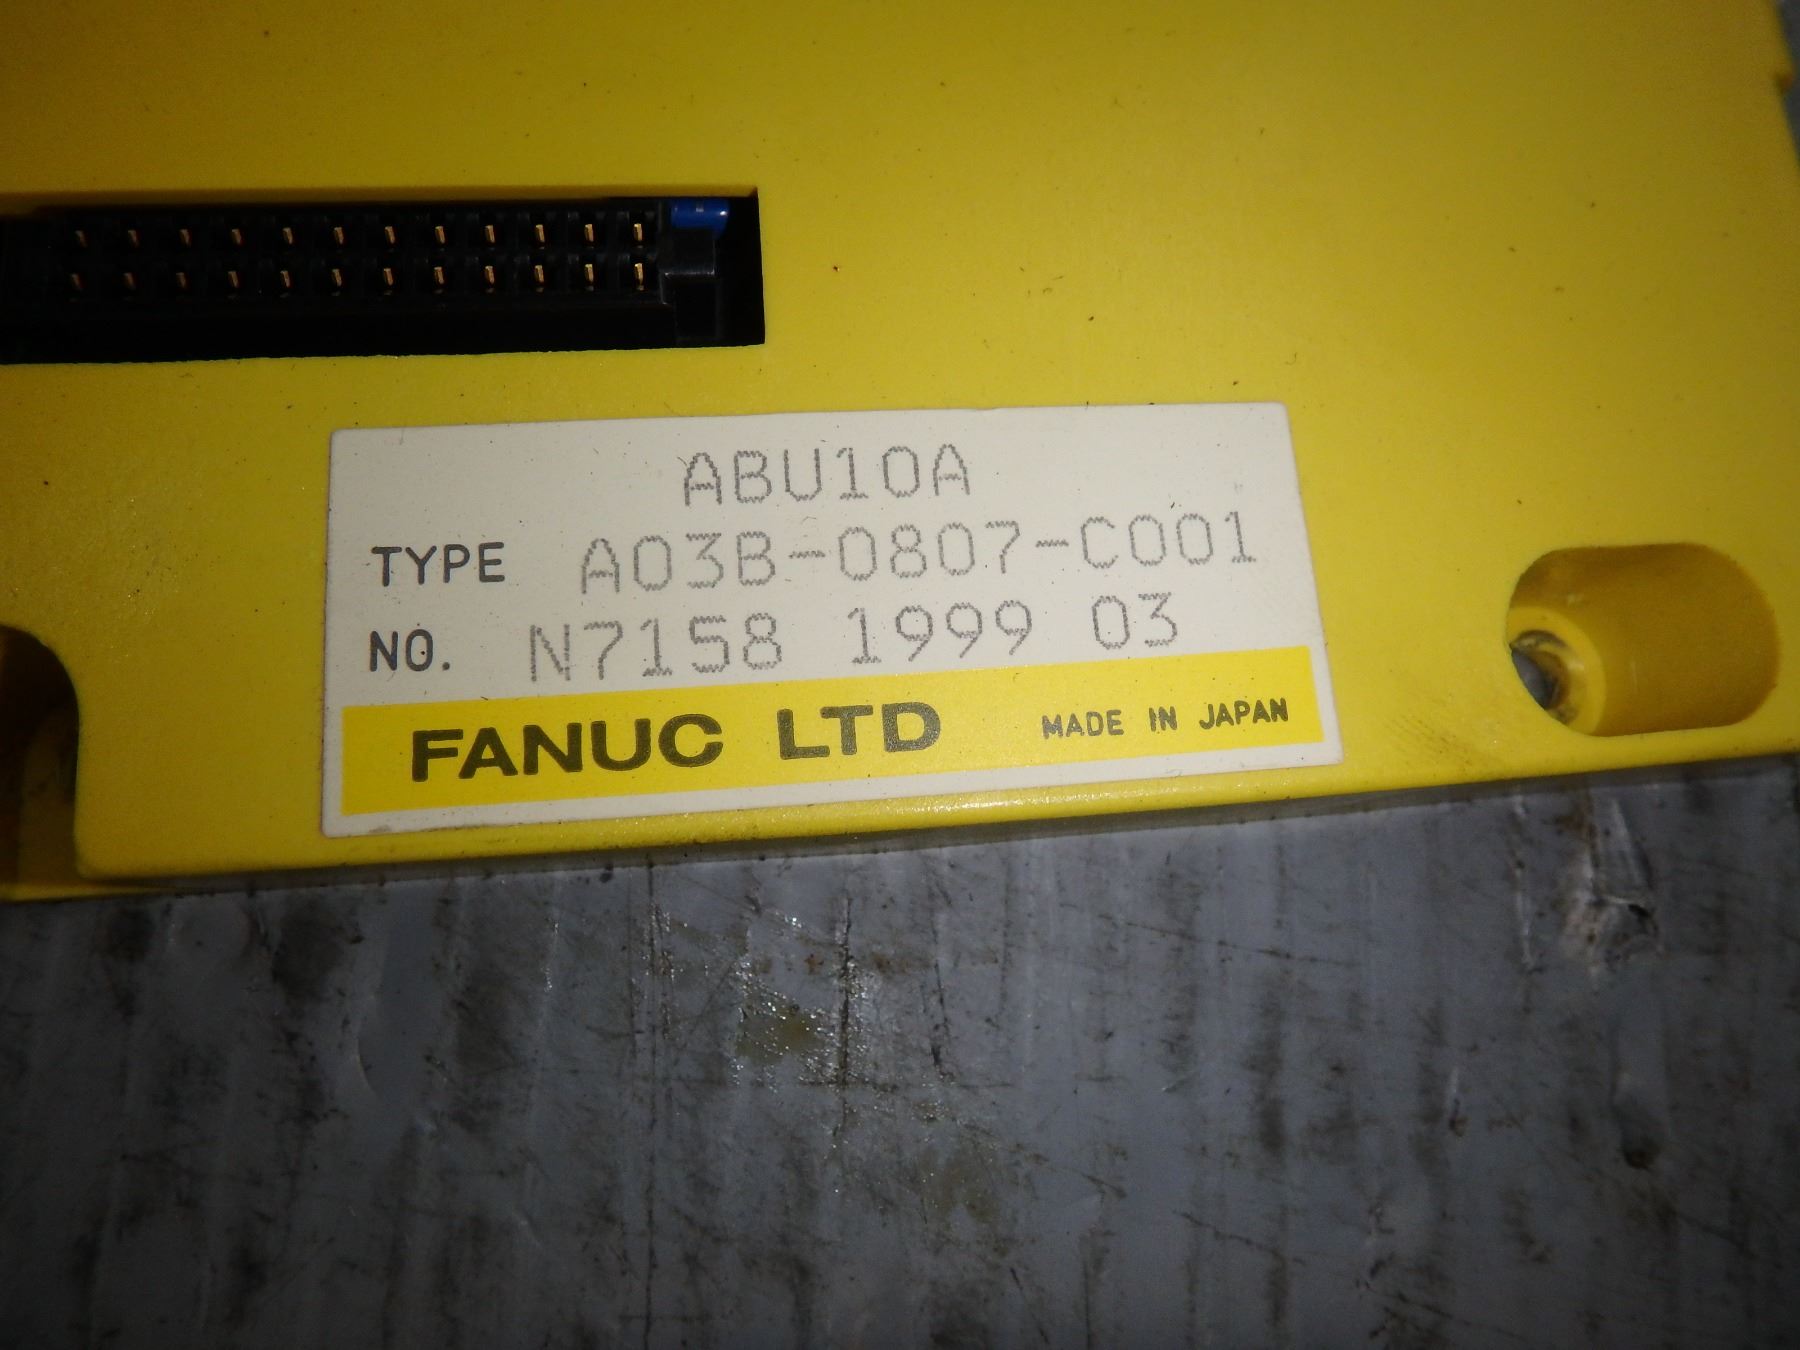 ABU10A
TYPE A03B-0807-C001
NO. N7158 1999 03
FANUC LTD MADE IN JAPAN